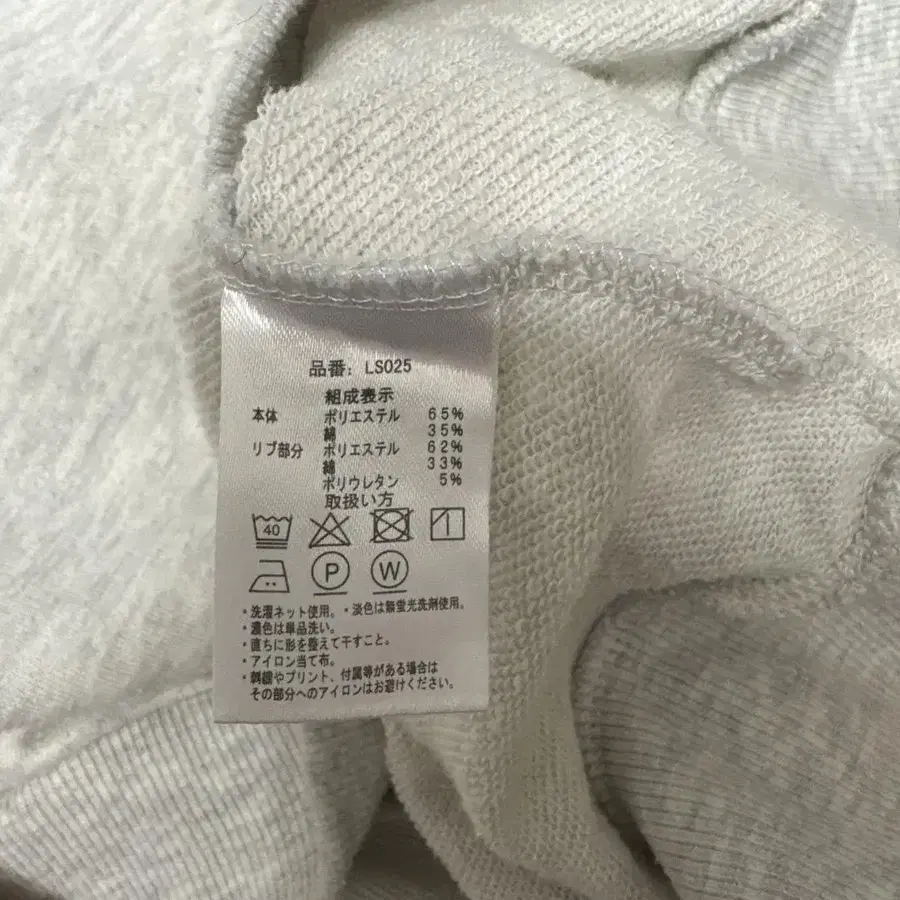 品番: LS025
組成表示
本体 ポリエステル 65%
綿 35%
リブ部分 ポリエステル 62%
綿 33%
ポリウレタン 5%
取扱い方
40
P W
・洗濯ネット使用。・淡色は無蛍光洗剤使用。
・濃色は単品洗い。
・直ちに形を整えて干すこと。
・アイロン当て布。
・刺繍やプリント、付属等がある場合は
その部分へのアイロンはお避けください。